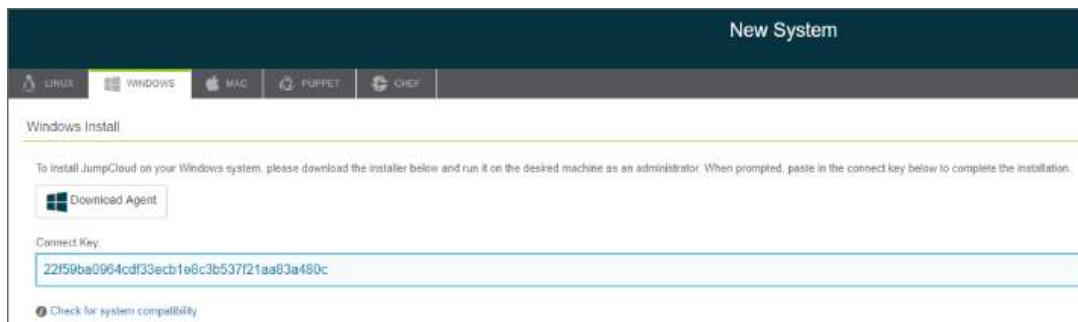 New System
LINUX WINDOWS MAC PUPPET CHEF
Windows Install
To install JumpCloud on your Windows system, please download the installer below and run it on the desired machine as an administrator. When prompted, paste in the connect key below to complete the installation.
Download Agent
Connect Key:
22f59ba0964cdf33ecb1e8c3b537f21aa83a480c
Check for system compatibility